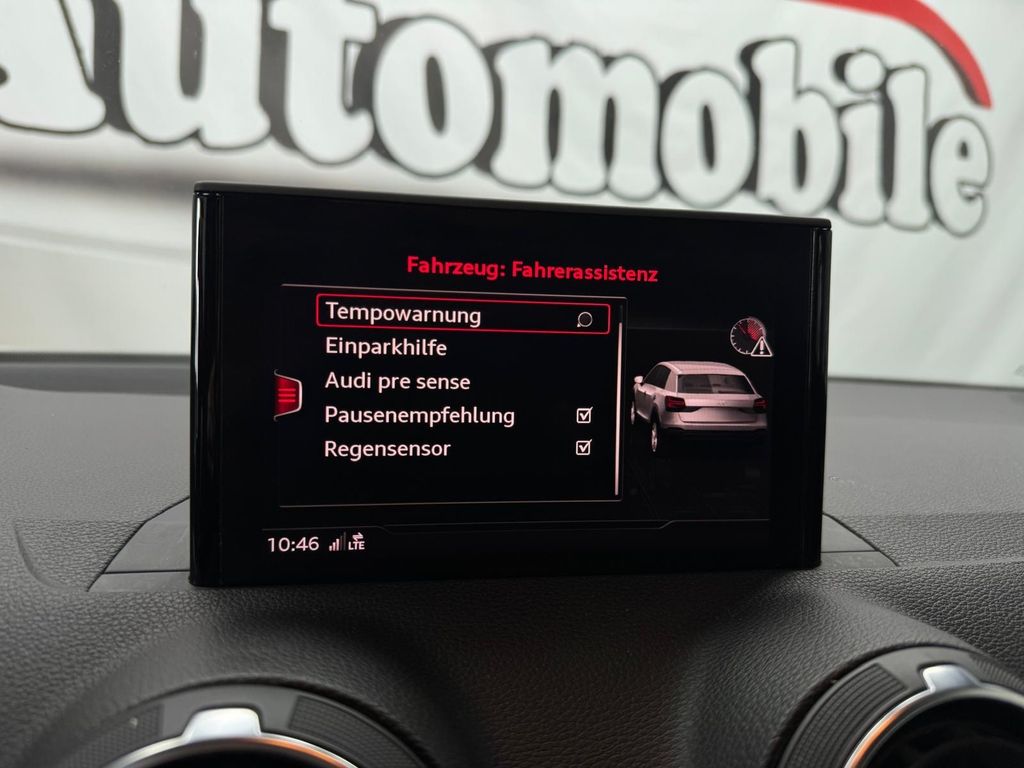 Automobile
Fahrzeug: Fahrerassistenz
Tempowarnung
Einparkhilfe
Audi pre sense
Pausenempfehlung
Regensensor
10:46 LTE